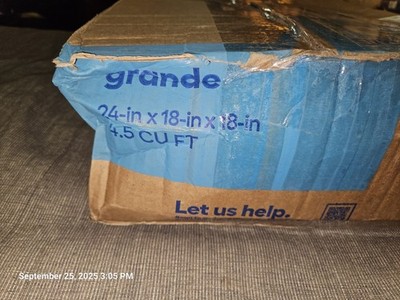 grande
24-in x 18-in x 18-in
4.5 CU FT
Let us help.
September 25, 2025 3:05 PM